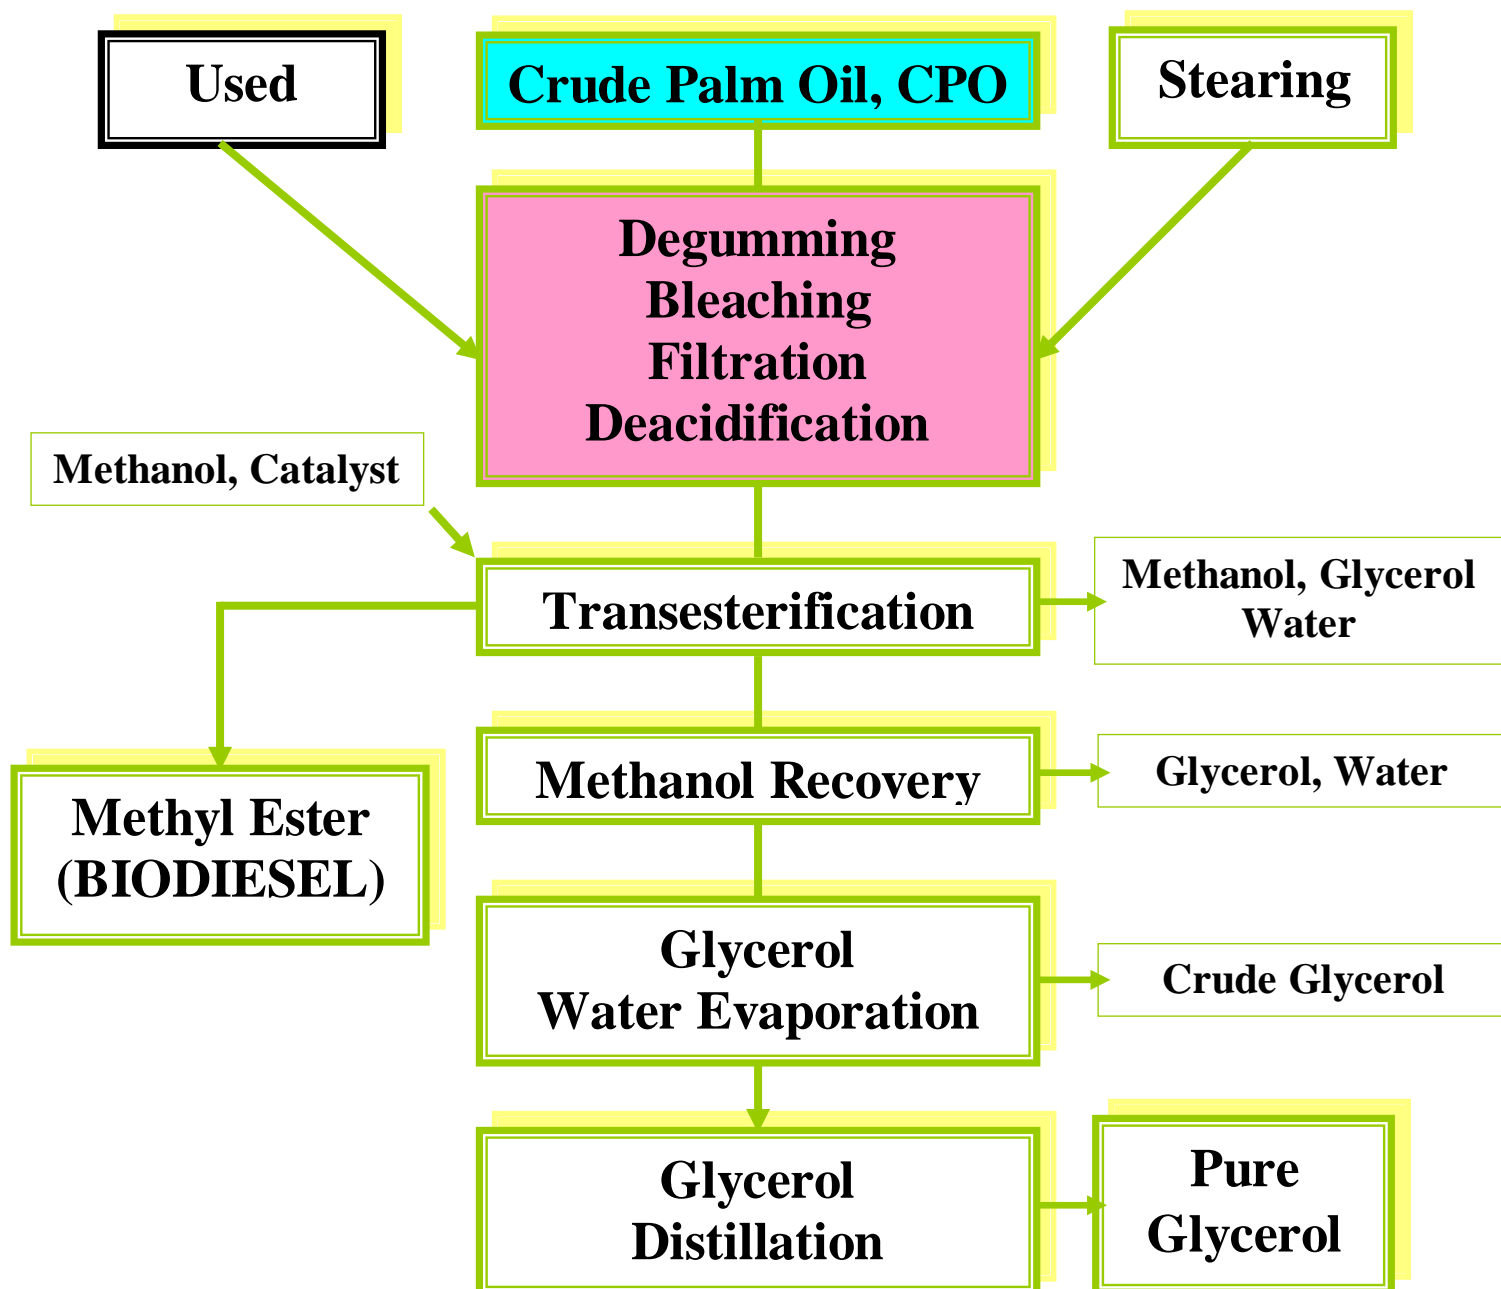 Used
Crude Palm Oil, CPO
Stearing
Degumming
Bleaching
Filtration
Deacidification
Methanol, Catalyst
Transesterification
Methanol, Glycerol
Water
Methanol Recovery
Glycerol, Water
Methyl Ester
(BIODIESEL)
Glycerol
Water Evaporation
Crude Glycerol
Glycerol
Distillation
Pure
Glycerol